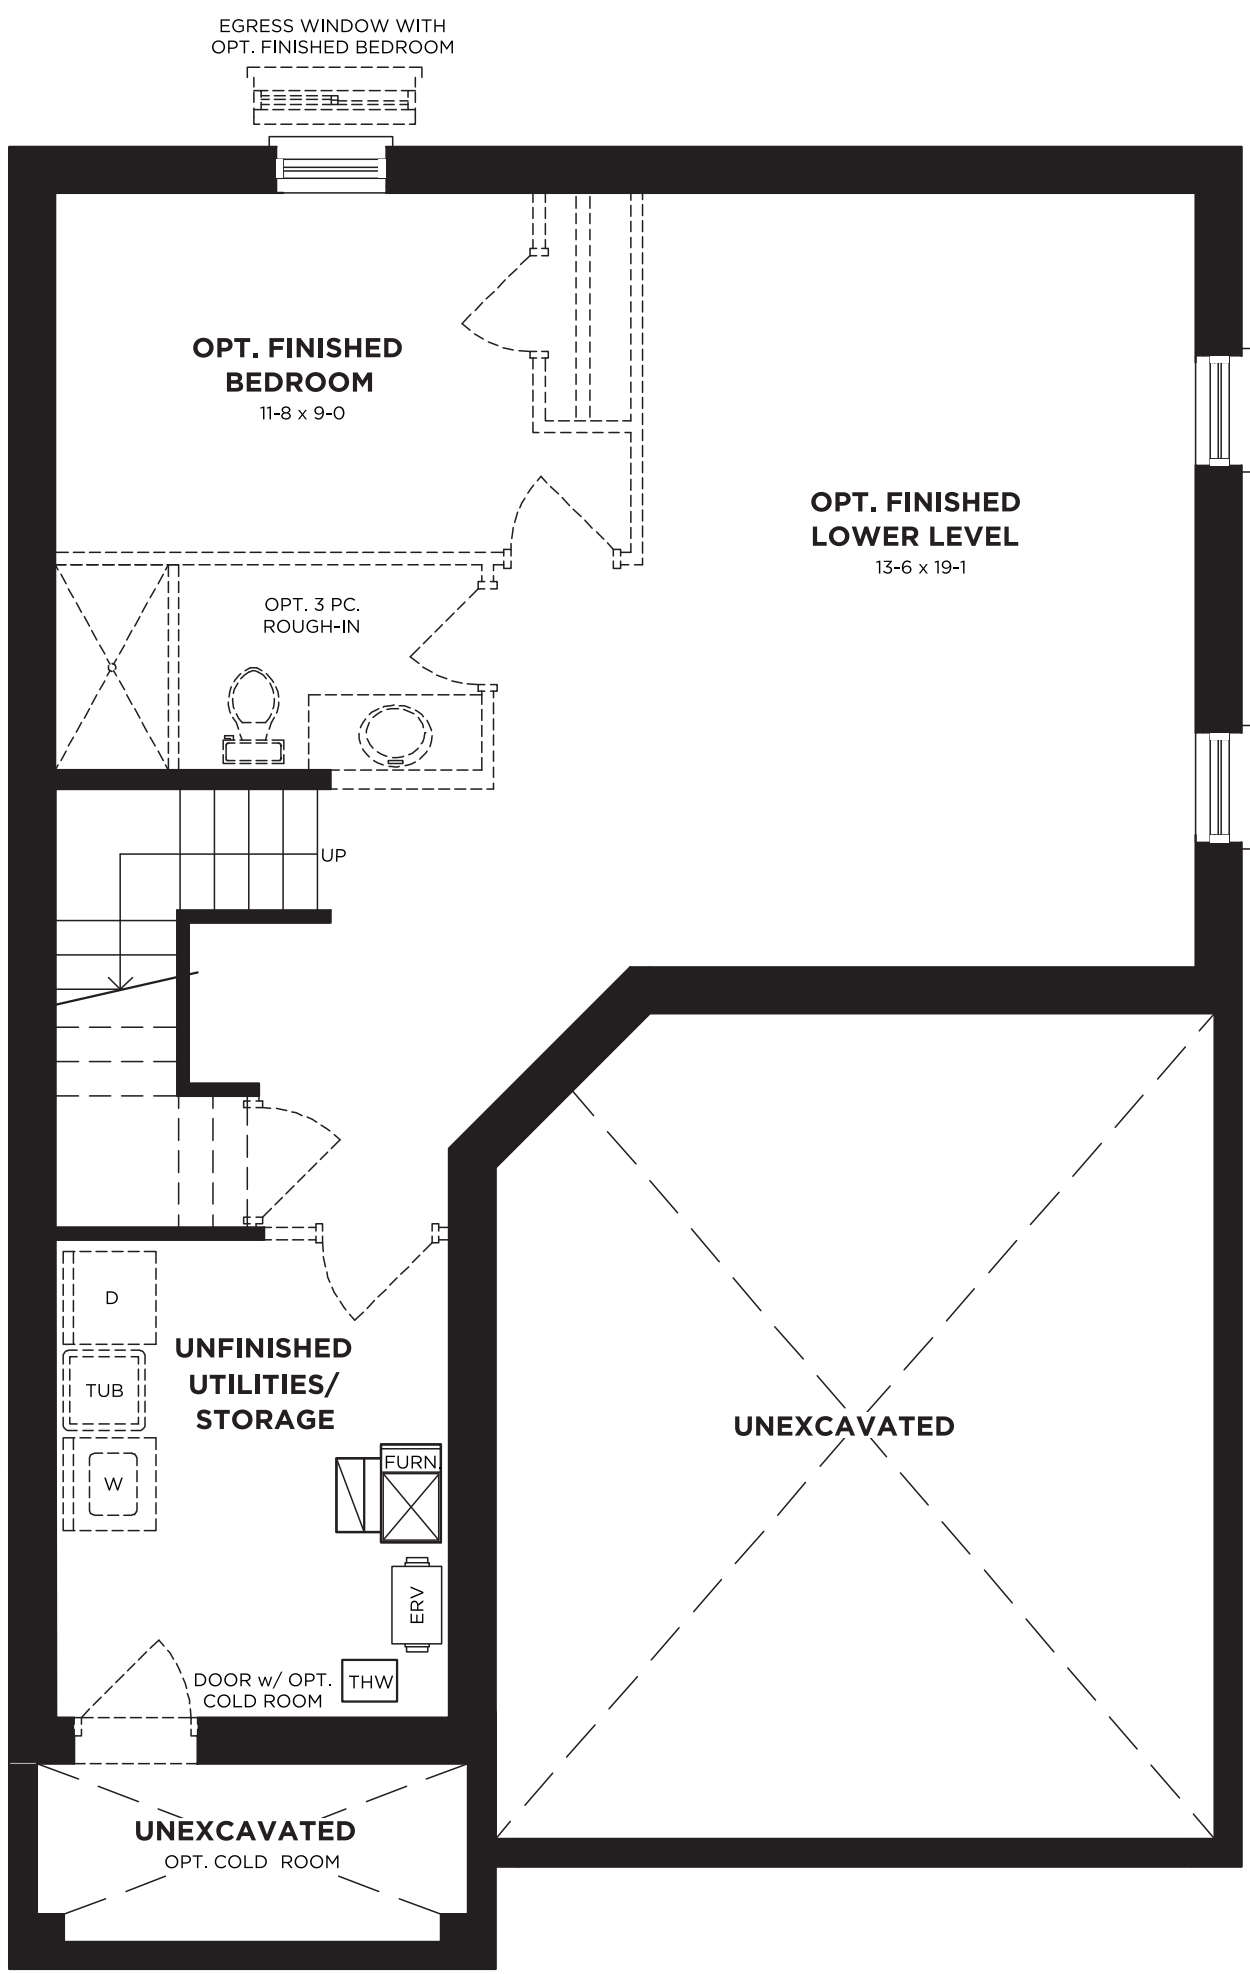 EGRESS WINDOW WITH
OPT. FINISHED BEDROOM
OPT. FINISHED
BEDROOM
11-8 x 9-0
OPT. FINISHED
LOWER LEVEL
13-6 x 19-1
OPT. 3 PC.
ROUGH-IN
UP
D
TUB
W
UNFINISHED
UTILITIES/
STORAGE
FURN.
ERV
THW
DOOR w/ OPT.
COLD ROOM
UNEXCAVATED
UNEXCAVATED
OPT. COLD ROOM